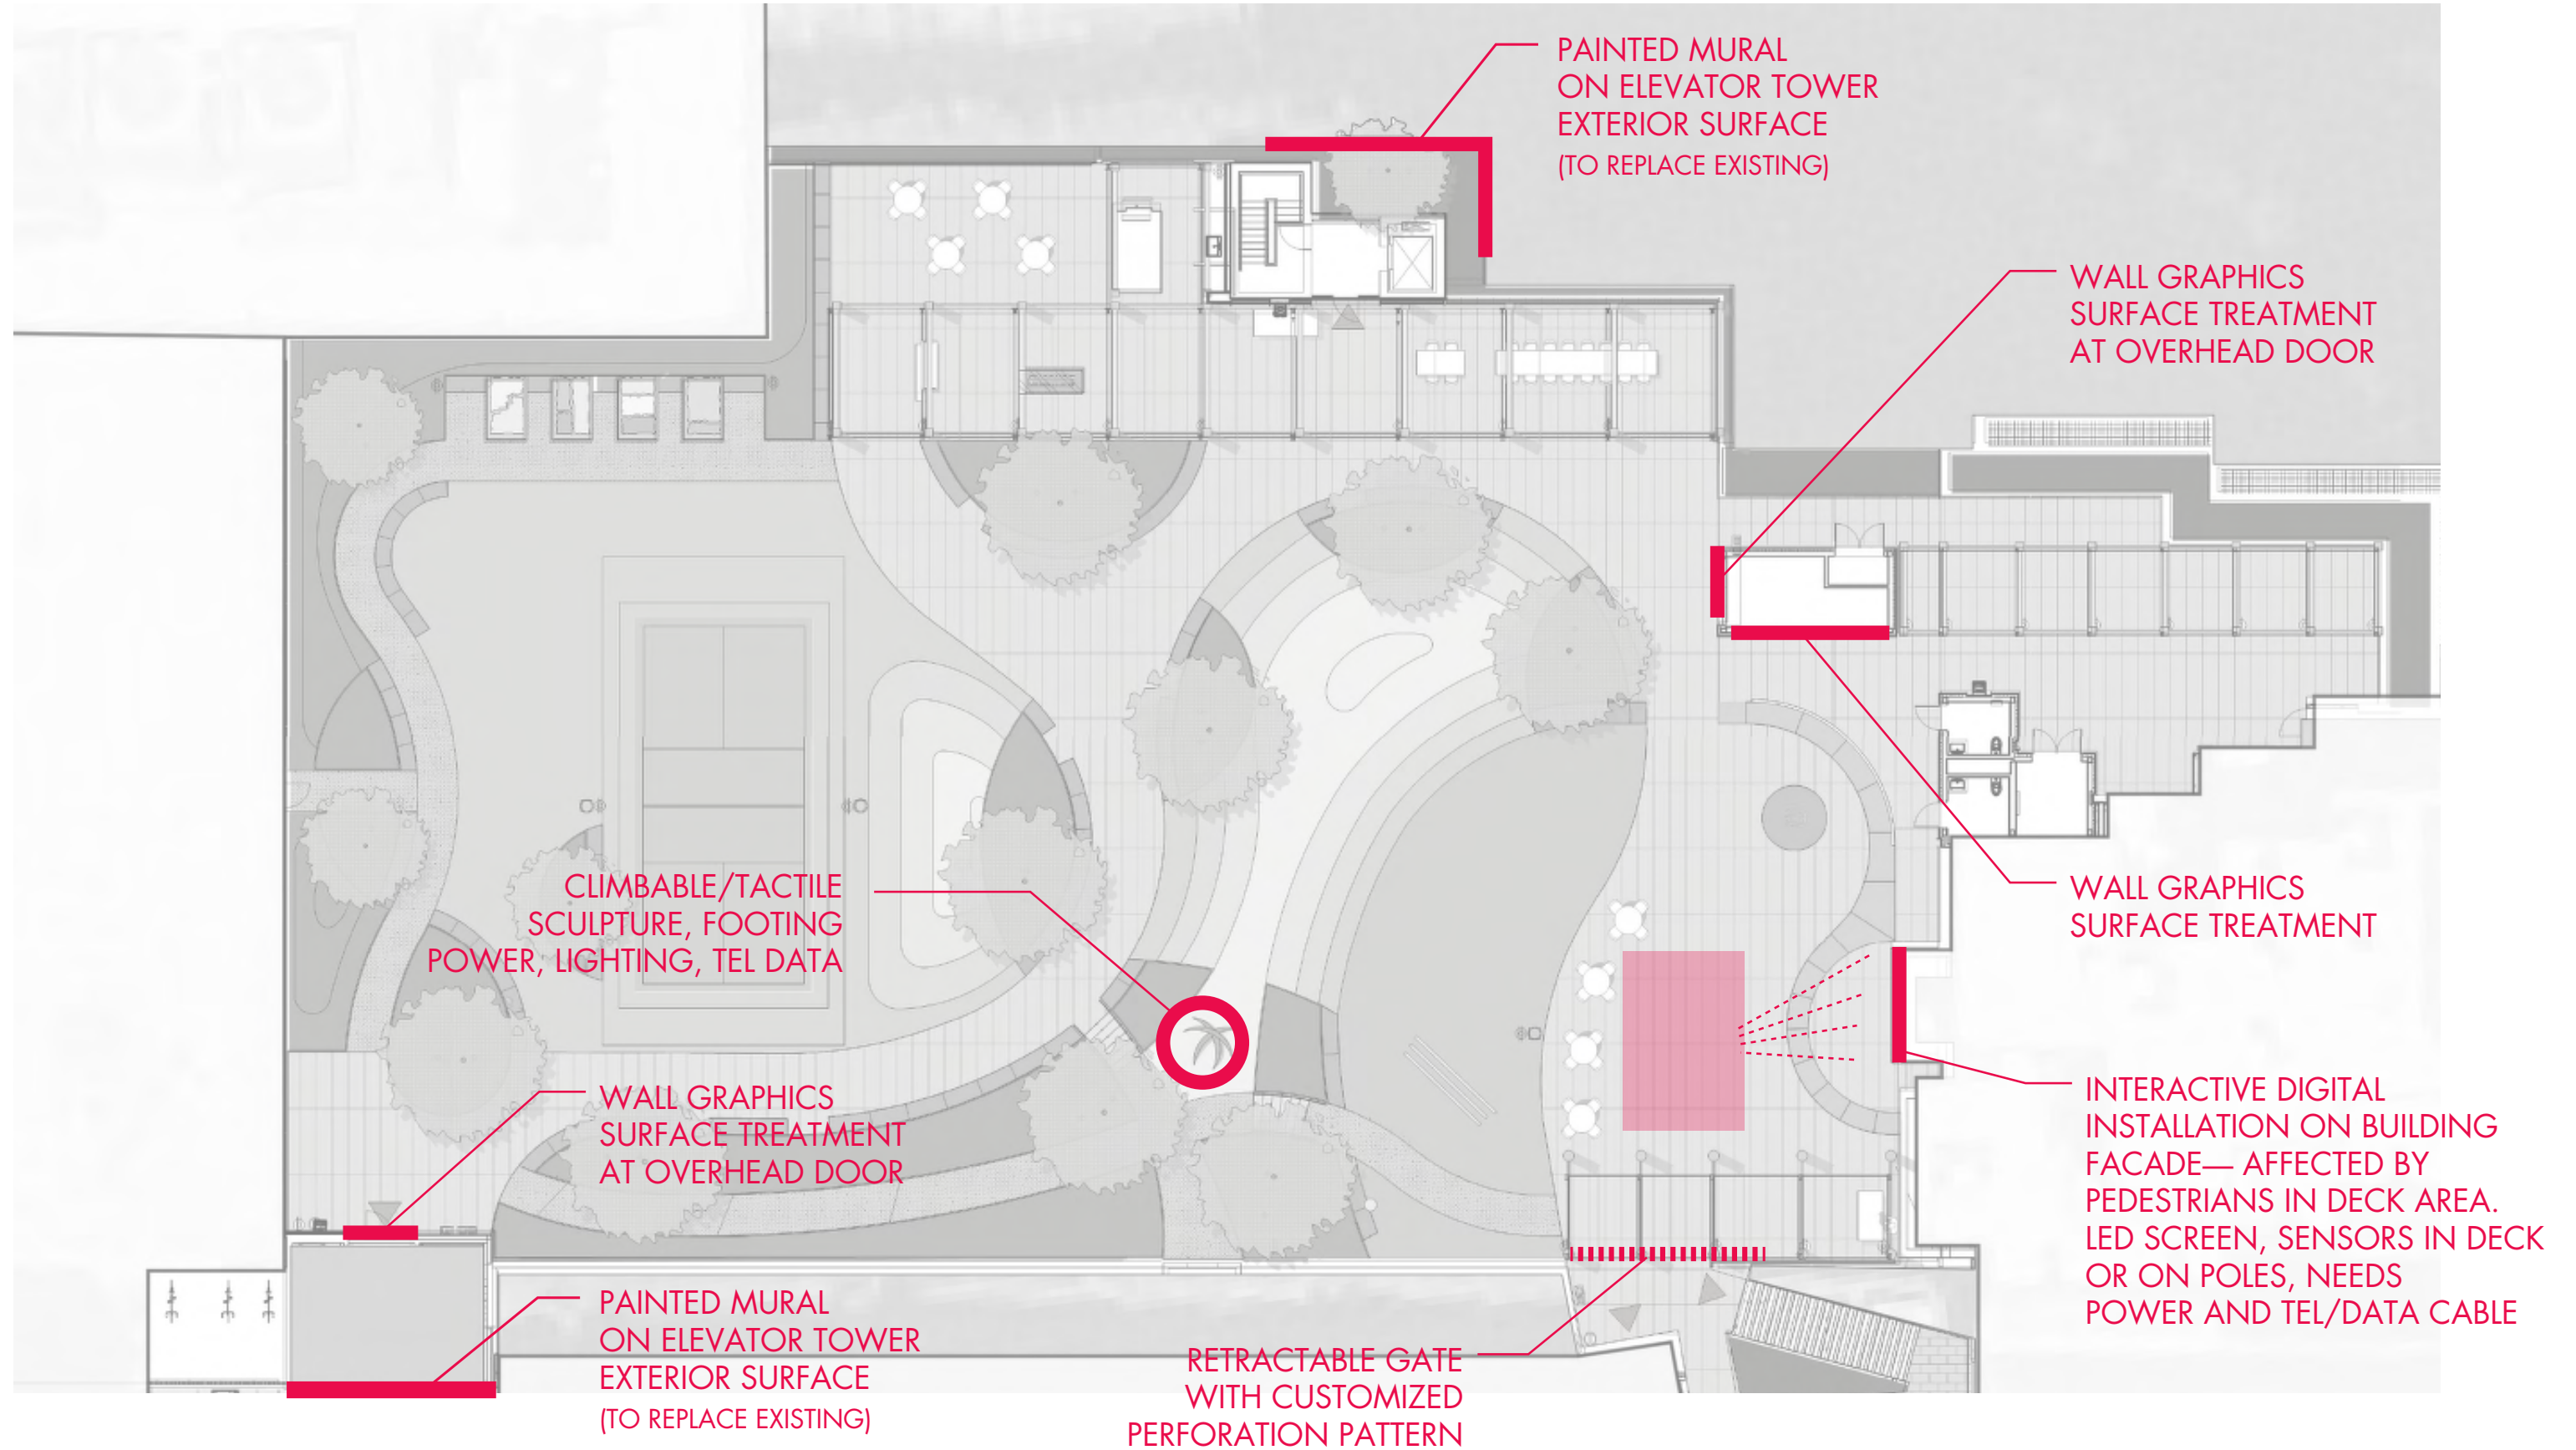 PAINTED MURAL
ON ELEVATOR TOWER
EXTERIOR SURFACE
(TO REPLACE EXISTING)
WALL GRAPHICS
SURFACE TREATMENT
AT OVERHEAD DOOR
CLIMBABLE/TACTILE
SCULPTURE, FOOTING
POWER, LIGHTING, TEL DATA
WALL GRAPHICS
SURFACE TREATMENT
WALL GRAPHICS
SURFACE TREATMENT
AT OVERHEAD DOOR
INTERACTIVE DIGITAL
INSTALLATION ON BUILDING
FACADE— AFFECTED BY
PEDESTRIANS IN DECK AREA.
LED SCREEN, SENSORS IN DECK
OR ON POLES, NEEDS
POWER AND TEL/DATA CABLE
PAINTED MURAL
ON ELEVATOR TOWER
EXTERIOR SURFACE
(TO REPLACE EXISTING)
RETRACTABLE GATE
WITH CUSTOMIZED
PERFORATION PATTERN